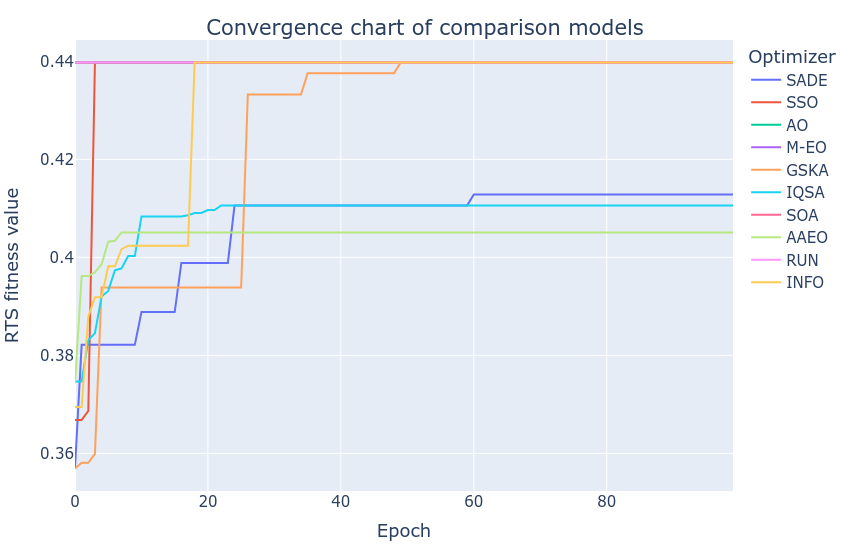 Convergence chart of comparison models
RTS fitness value
0.44
0.42
0.4
0.38
0.36
0
20
40
60
80
Epoch
Optimizer
SADE
SSO
AO
M-EO
GSKA
IQSA
SOA
AAEO
RUN
INFO